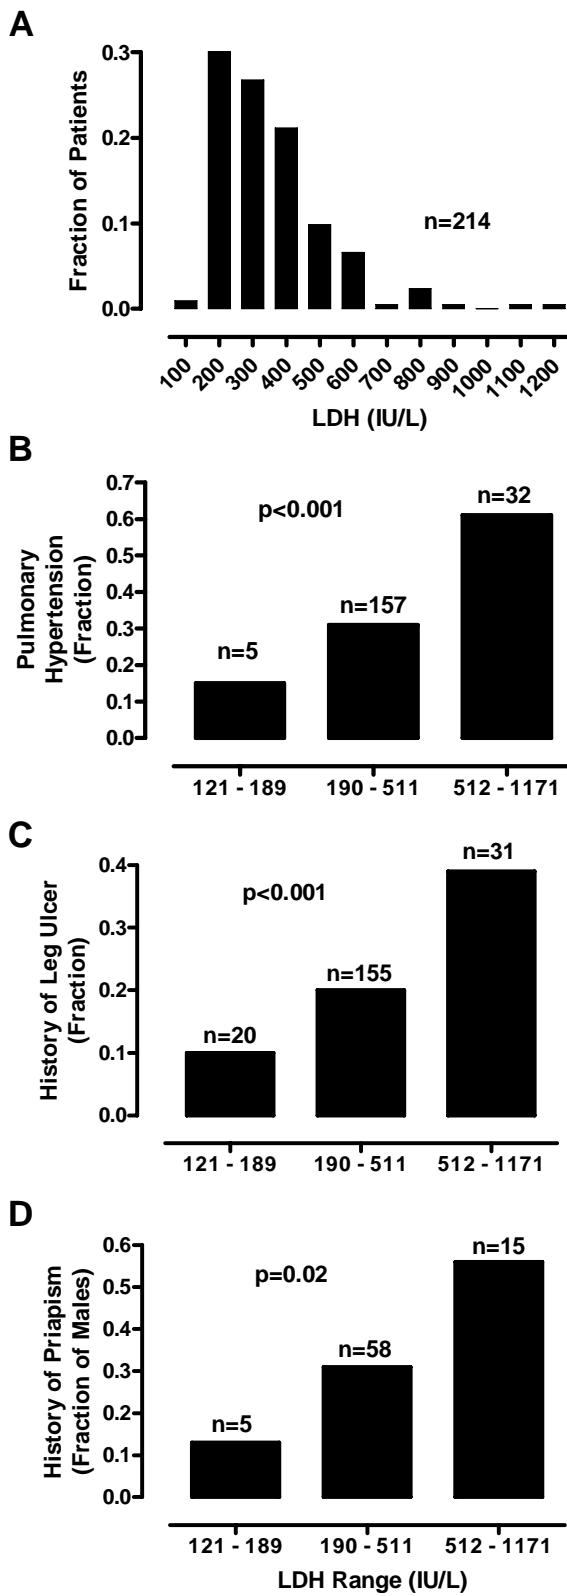 A
Fraction of Patients
0.3
0.2
0.1
0.0
n=214
100 200 300 400 500 600 700 800 900 1000 1100 1200
LDH (IU/L)
B
Pulmonary
Hypertension
(Fraction)
0.7
0.6
0.5
0.4
0.3
0.2
0.1
0.0
p<0.001
n=5
n=157
n=32
121 - 189 190 - 511 512 - 1171
C
History of Leg Ulcer
(Fraction)
0.4
0.3
0.2
0.1
0.0
p<0.001
n=20
n=155
n=31
121 - 189 190 - 511 512 - 1171
D
History of Priapism
(Fraction of Males)
0.6
0.5
0.4
0.3
0.2
0.1
0.0
p=0.02
n=5
n=58
n=15
121 - 189 190 - 511 512 - 1171
LDH Range (IU/L)